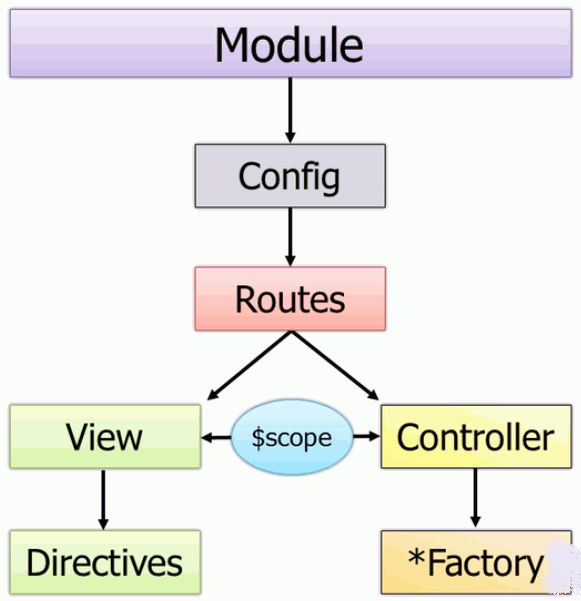 Module
Config
Routes
View
$scope
Controller
Directives
*Factory